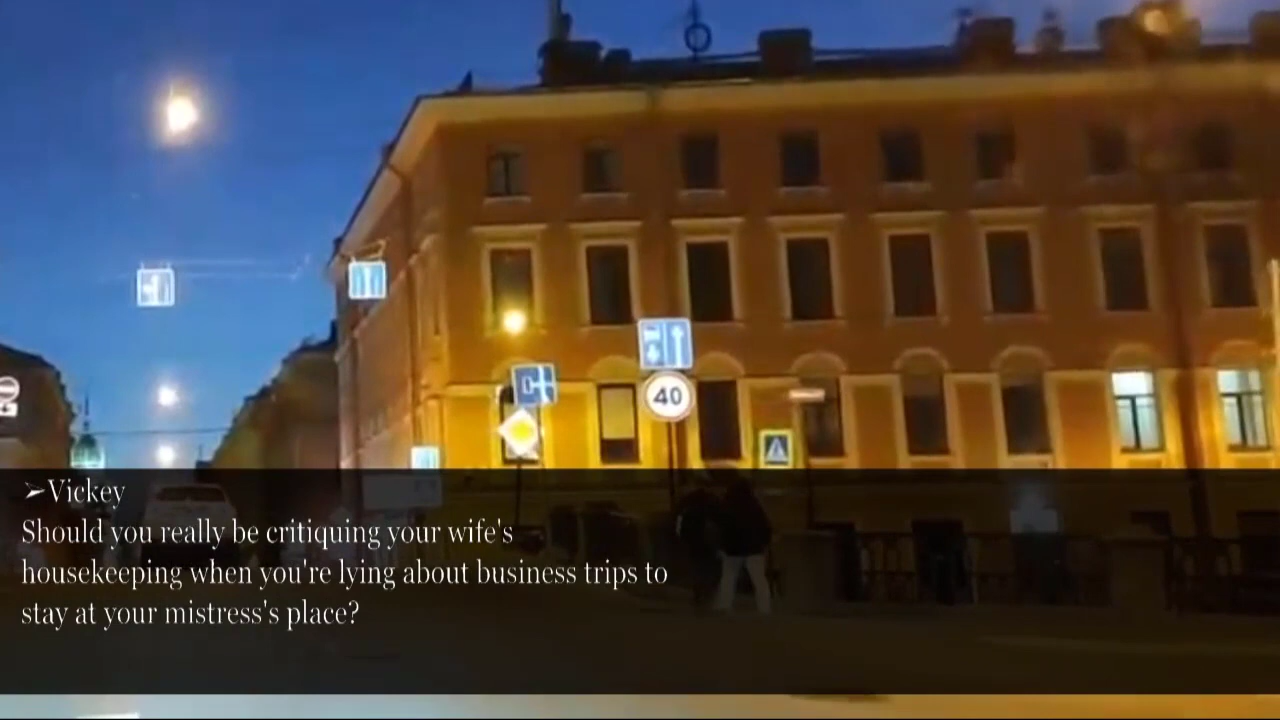 40
➢Vickey
Should you really be critiquing your wife's
housekeeping when you're lying about business trips to
stay at your mistress's place?